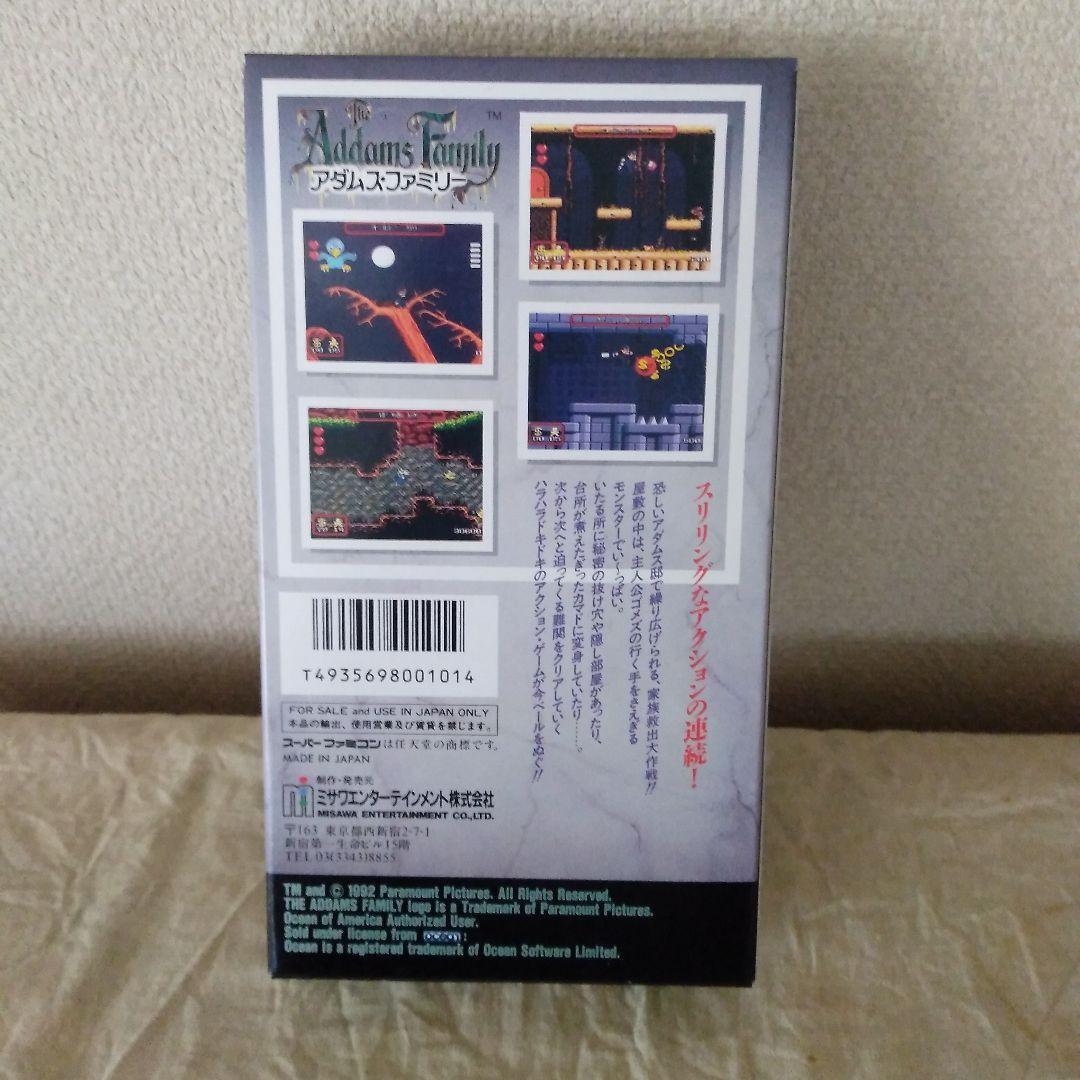 The
Addams Family™
アダムス・ファミリー
スリリングなアクションの連続!
恐しいアダムス邸で繰り広げられる、家族救出大作戦!!
屋敷の中は、主人公ゴメズの行く手をさえぎる
モンスターでい〜っぱい。
いたる所に秘密の抜け穴や隠し部屋があったり、
台所が煮えたぎったカマドに変身していたり……。
次から次へと迫ってくる難関をクリアしていく
ハラハラドキドキのアクション・ゲームが今ベールをぬぐ!!
T4935698001014
FOR SALE and USE IN JAPAN ONLY
本品の輸出、使用営業及び賃貸を禁じます。
スーパーファミコンは任天堂の商標です。
MADE IN JAPAN
制作・発売元
ミサワエンターテインメント株式会社
MISAWA ENTERTAINMENT CO.,LTD.
〒163 東京都西新宿2-7-1
新宿第一生命ビル15階
TEL 03(3343)8855
TM and © 1992 Paramount Pictures. All Rights Reserved.
THE ADDAMS FAMILY logo is a Trademark of Paramount Pictures.
Ocean of America Authorized User.
Sold under license from ocean:
Ocean is a registered trademark of Ocean Software Limited.